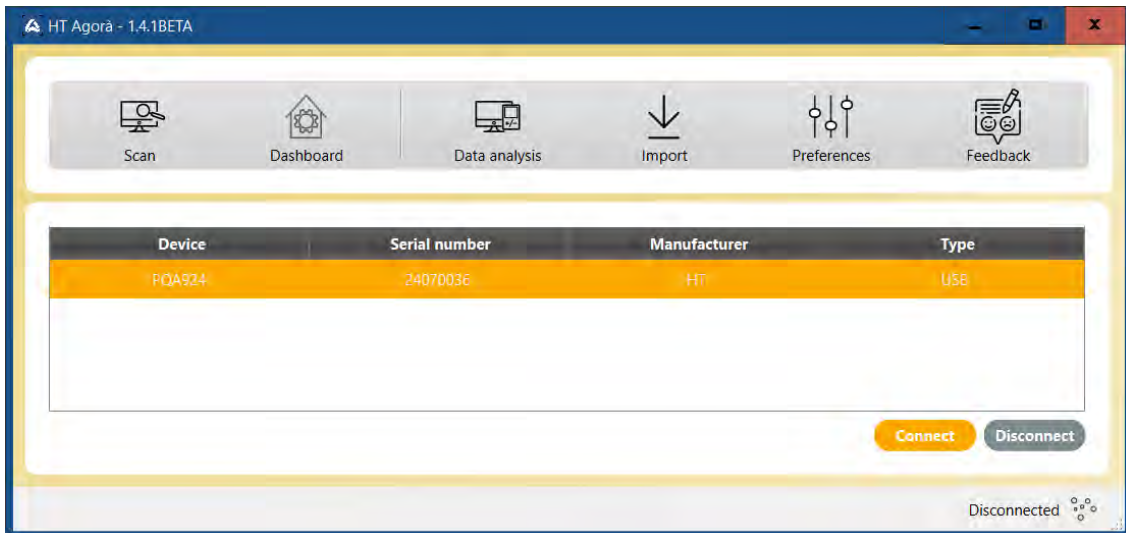 HT Agorà - 1.4.1BETA
Scan Dashboard Data analysis Import Preferences Feedback
Device Serial number Manufacturer Type
PQA924 24070036 HT USB
Connect Disconnect
Disconnected